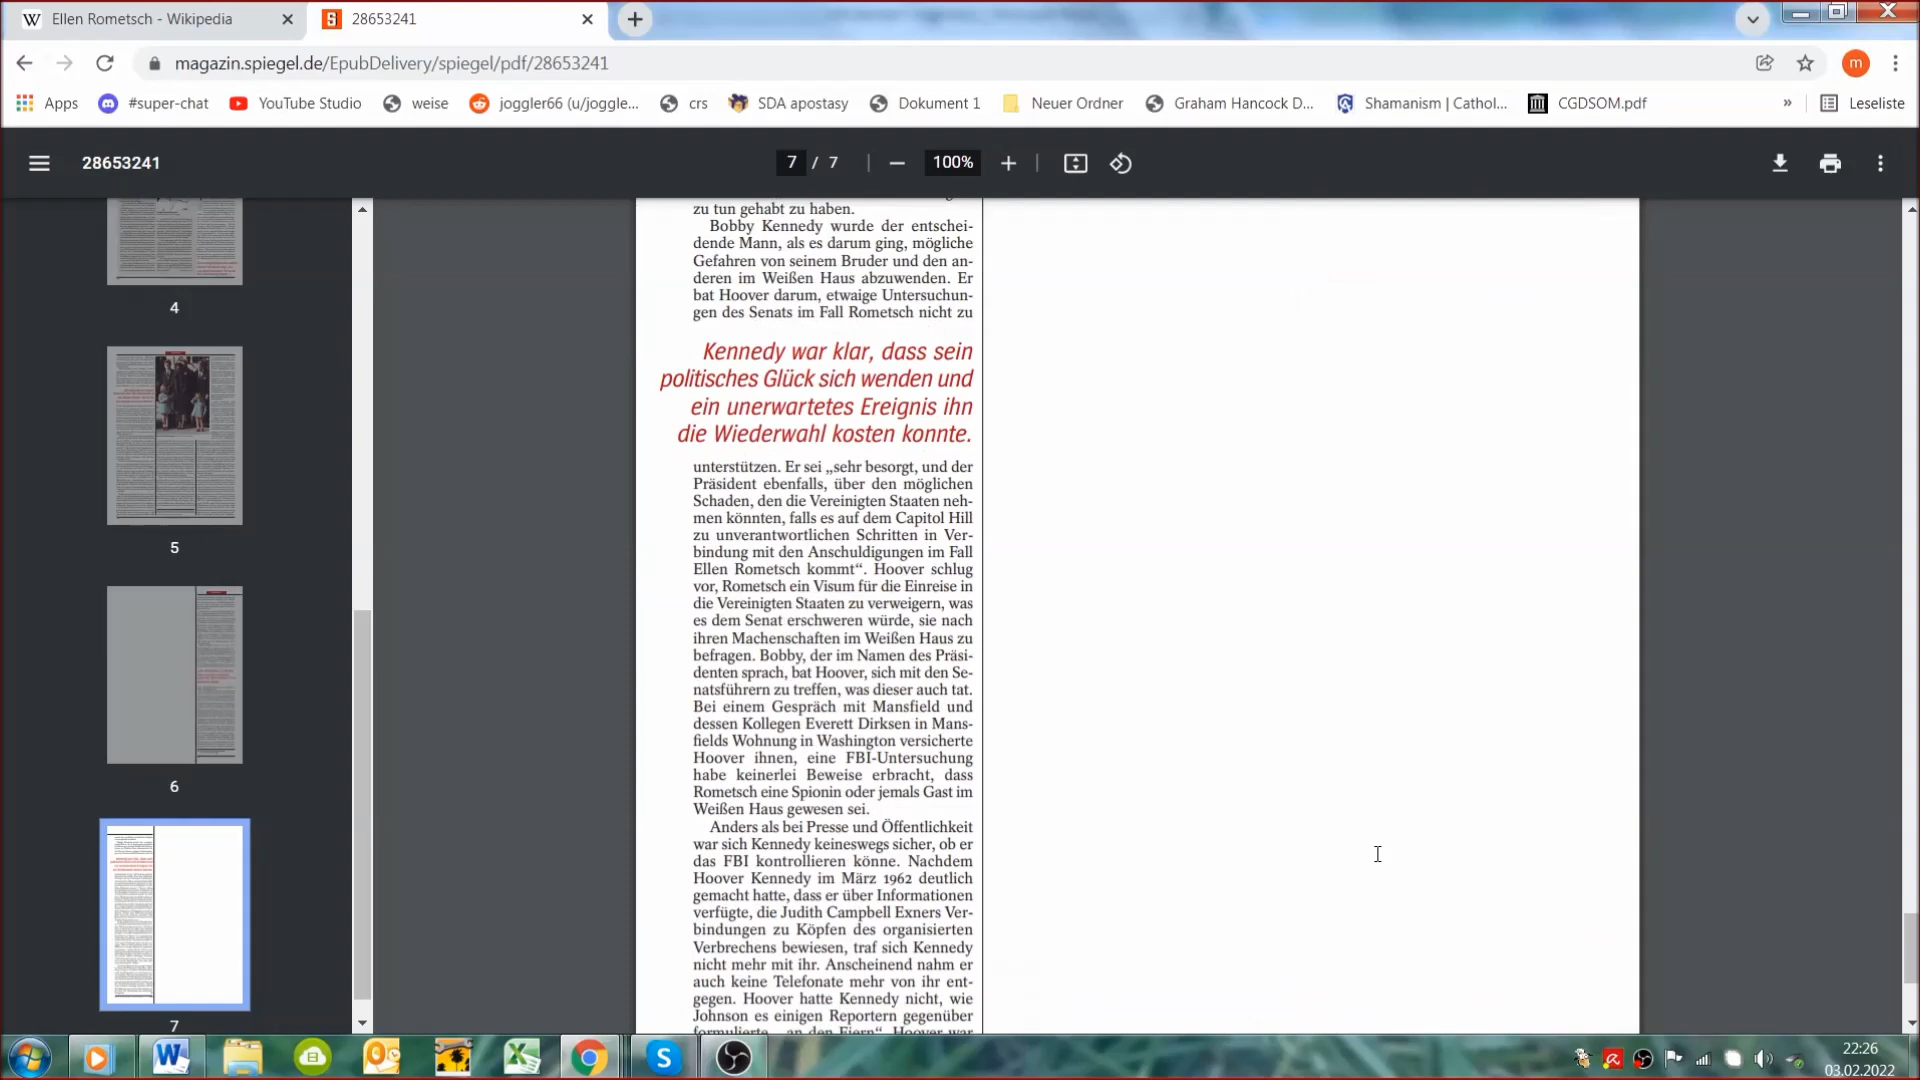 Ellen Rometsch - Wikipedia
28653241
magazin.spiegel.de/EpubDelivery/spiegel/pdf/28653241
m
Apps
#super-chat
YouTube Studio
weise
joggler66 (u/joggle...
crs
SDA apostasy
Dokument 1
Neuer Ordner
Graham Hancock D...
Shamanism | Cathol...
CGDSOM.pdf
»
Leseliste
28653241
7 / 7
100%
4
5
6
7
zu tun gehabt zu haben.
Bobby Kennedy wurde der entschei-
dende Mann, als es darum ging, mögliche
Gefahren von seinem Bruder und den an-
deren im Weißen Haus abzuwenden. Er
bat Hoover darum, etwaige Untersuchun-
gen des Senats im Fall Rometsch nicht zu
Kennedy war klar, dass sein
politisches Glück sich wenden und
ein unerwartetes Ereignis ihn
die Wiederwahl kosten konnte.
unterstützen. Er sei „sehr besorgt, und der
Präsident ebenfalls, über den möglichen
Schaden, den die Vereinigten Staaten neh-
men könnten, falls es auf dem Capitol Hill
zu unverantwortlichen Schritten in Ver-
bindung mit den Anschuldigungen im Fall
Ellen Rometsch kommt“. Hoover schlug
vor, Rometsch ein Visum für die Einreise in
die Vereinigten Staaten zu verweigern, was
es dem Senat erschweren würde, sie nach
ihren Machenschaften im Weißen Haus zu
befragen. Bobby, der im Namen des Präsi-
denten sprach, bat Hoover, sich mit den Se-
natsführern zu treffen, was dieser auch tat.
Bei einem Gespräch mit Mansfield und
dessen Kollegen Everett Dirksen in Mans-
fields Wohnung in Washington versicherte
Hoover ihnen, eine FBI-Untersuchung
habe keinerlei Beweise erbracht, dass
Rometsch eine Spionin oder jemals Gast im
Weißen Haus gewesen sei.
Anders als bei Presse und Öffentlichkeit
war sich Kennedy keineswegs sicher, ob er
das FBI kontrollieren könne. Nachdem
Hoover Kennedy im März 1962 deutlich
gemacht hatte, dass er über Informationen
verfügte, die Judith Campbell Exners Ver-
bindungen zu Köpfen des organisierten
Verbrechens bewiesen, traf sich Kennedy
nicht mehr mit ihr. Anscheinend nahm er
auch keine Telefonate mehr von ihr ent-
gegen. Hoover hatte Kennedy nicht, wie
Johnson es einigen Reportern gegenüber
formulierte, „an den Eiern“. Hoover war
22:26
03.02.2022